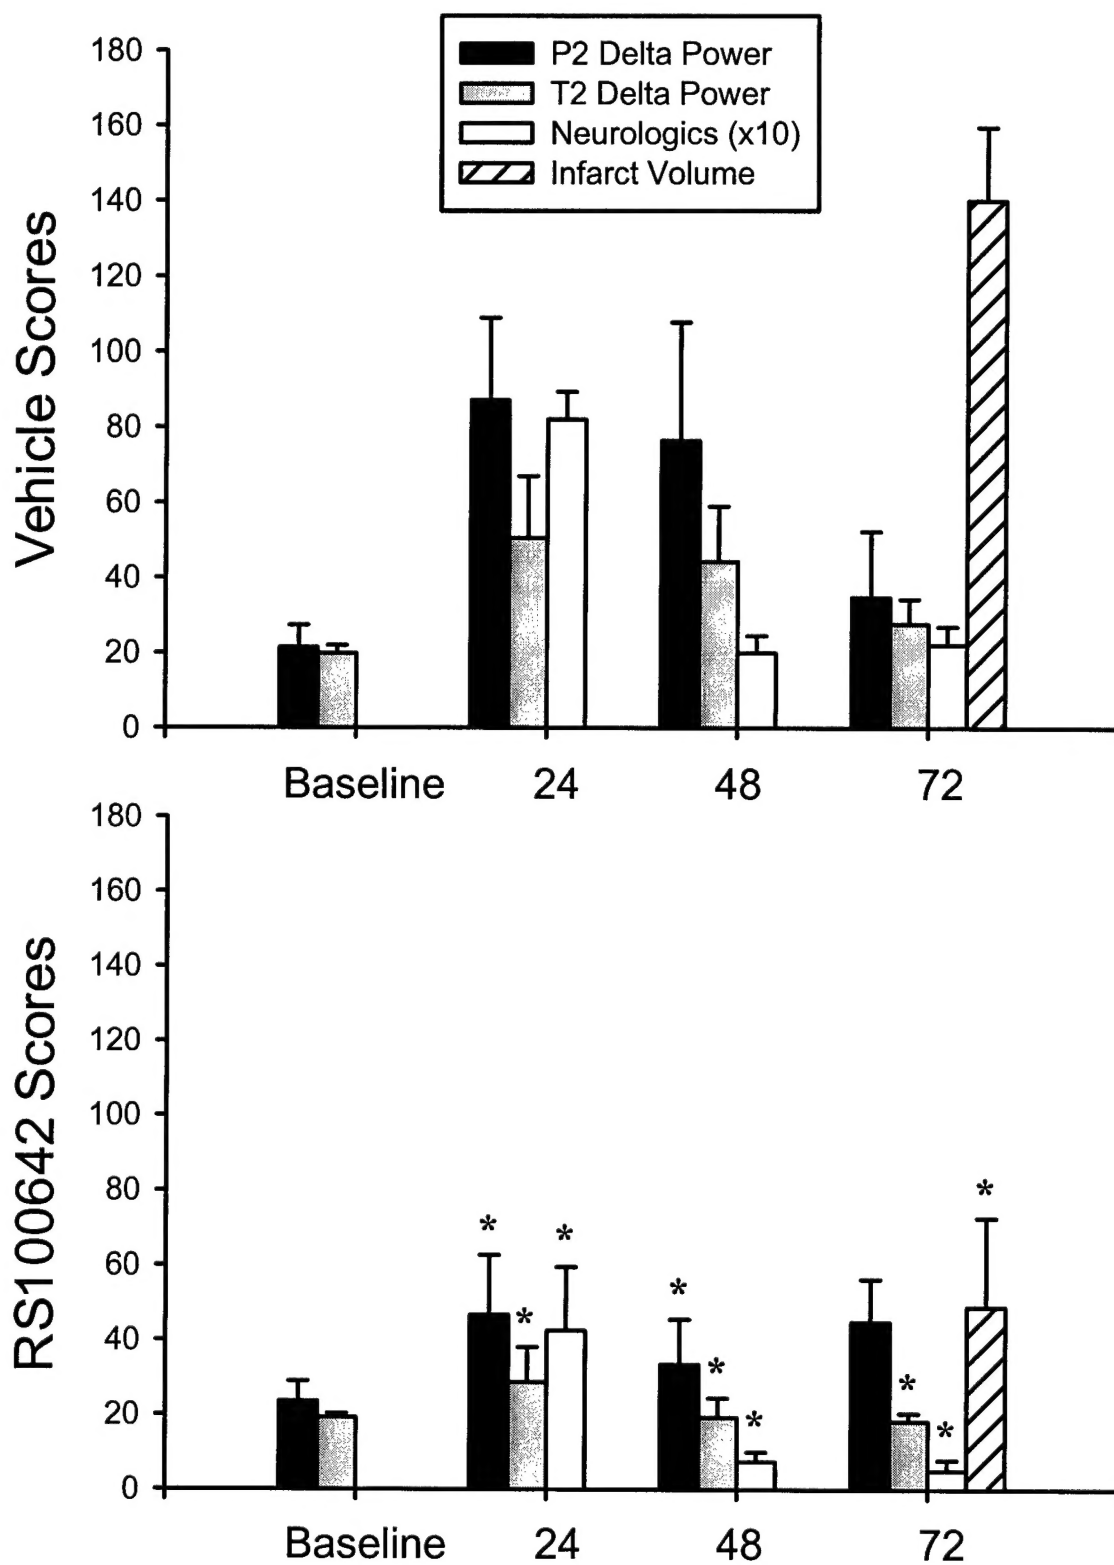 P2 Delta Power
T2 Delta Power
Neurologics (x10)
Infarct Volume
Vehicle Scores
180
160
140
120
100
80
60
40
20
0
Baseline 24 48 72
RS100642 Scores
180
160
140
120
100
80
60
40
20
0
* * * * * * * * *
Baseline 24 48 72